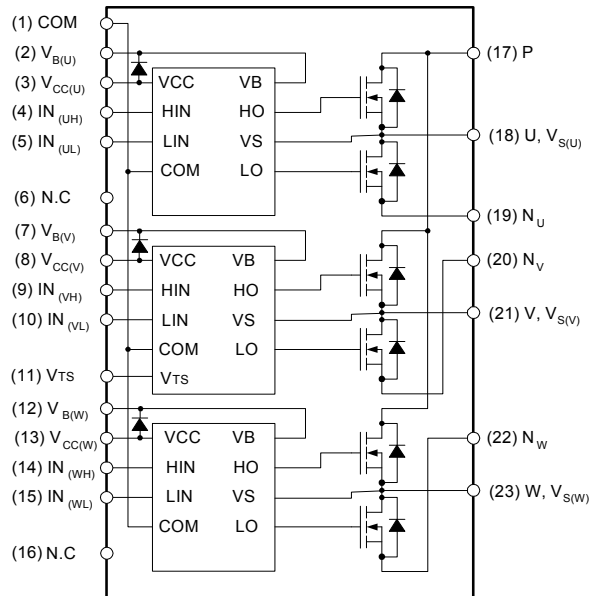 (1) COM
(2) V_B(U)
(3) V_CC(U)
(4) IN_(UH)
(5) IN_(UL)
(6) N.C
(7) V_B(V)
(8) V_CC(V)
(9) IN_(VH)
(10) IN_(VL)
(11) V_TS
(12) V_B(W)
(13) V_CC(W)
(14) IN_(WH)
(15) IN_(WL)
(16) N.C
VCC VB
HIN HO
LIN VS
COM LO
VCC VB
HIN HO
LIN VS
COM LO
V_TS
VCC VB
HIN HO
LIN VS
COM LO
(17) P
(18) U, V_S(U)
(19) N_U
(20) N_V
(21) V, V_S(V)
(22) N_W
(23) W, V_S(W)